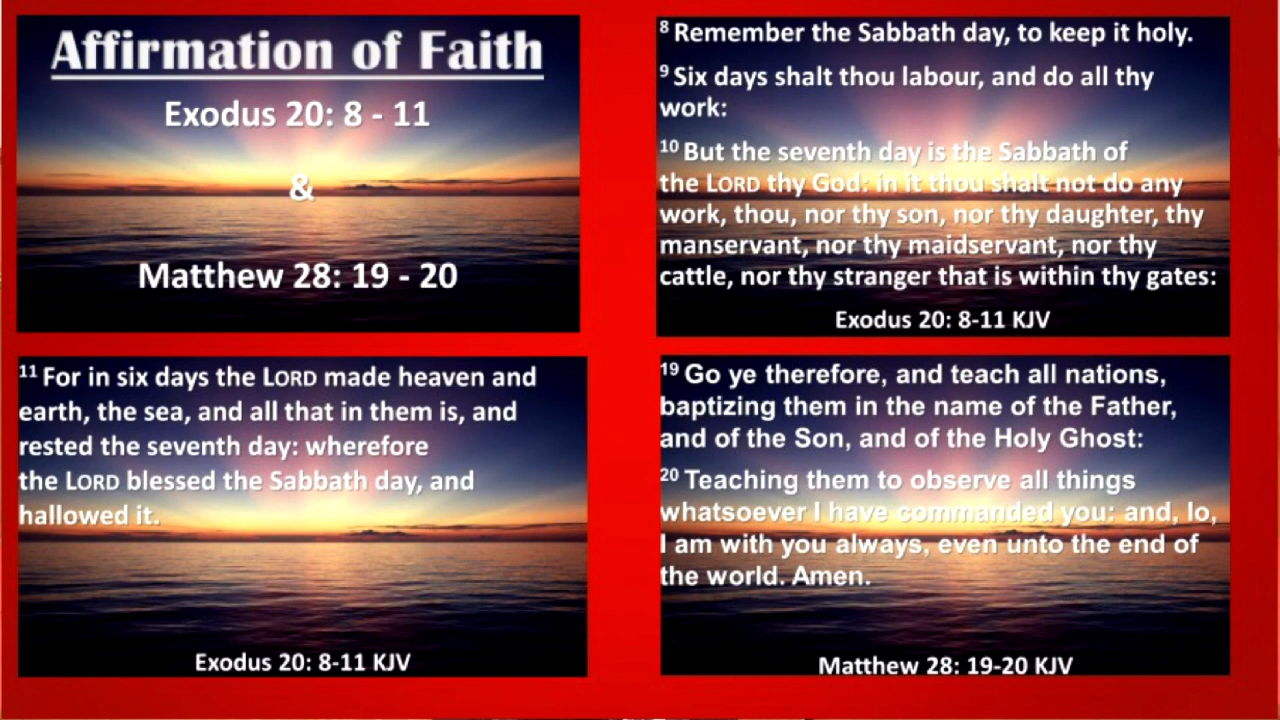 Affirmation of Faith
Exodus 20: 8 - 11
&
Matthew 28: 19 - 20
8 Remember the Sabbath day, to keep it holy.
9 Six days shalt thou labour, and do all thy
work:
10 But the seventh day is the Sabbath of
the LORD thy God: in it thou shalt not do any
work, thou, nor thy son, nor thy daughter, thy
manservant, nor thy maidservant, nor thy
cattle, nor thy stranger that is within thy gates:
Exodus 20: 8-11 KJV
11 For in six days the LORD made heaven and
earth, the sea, and all that in them is, and
rested the seventh day: wherefore
the LORD blessed the Sabbath day, and
hallowed it.
Exodus 20: 8-11 KJV
19 Go ye therefore, and teach all nations,
baptizing them in the name of the Father,
and of the Son, and of the Holy Ghost:
20 Teaching them to observe all things
whatsoever I have commanded you: and, lo,
I am with you always, even unto the end of
the world. Amen.
Matthew 28: 19-20 KJV